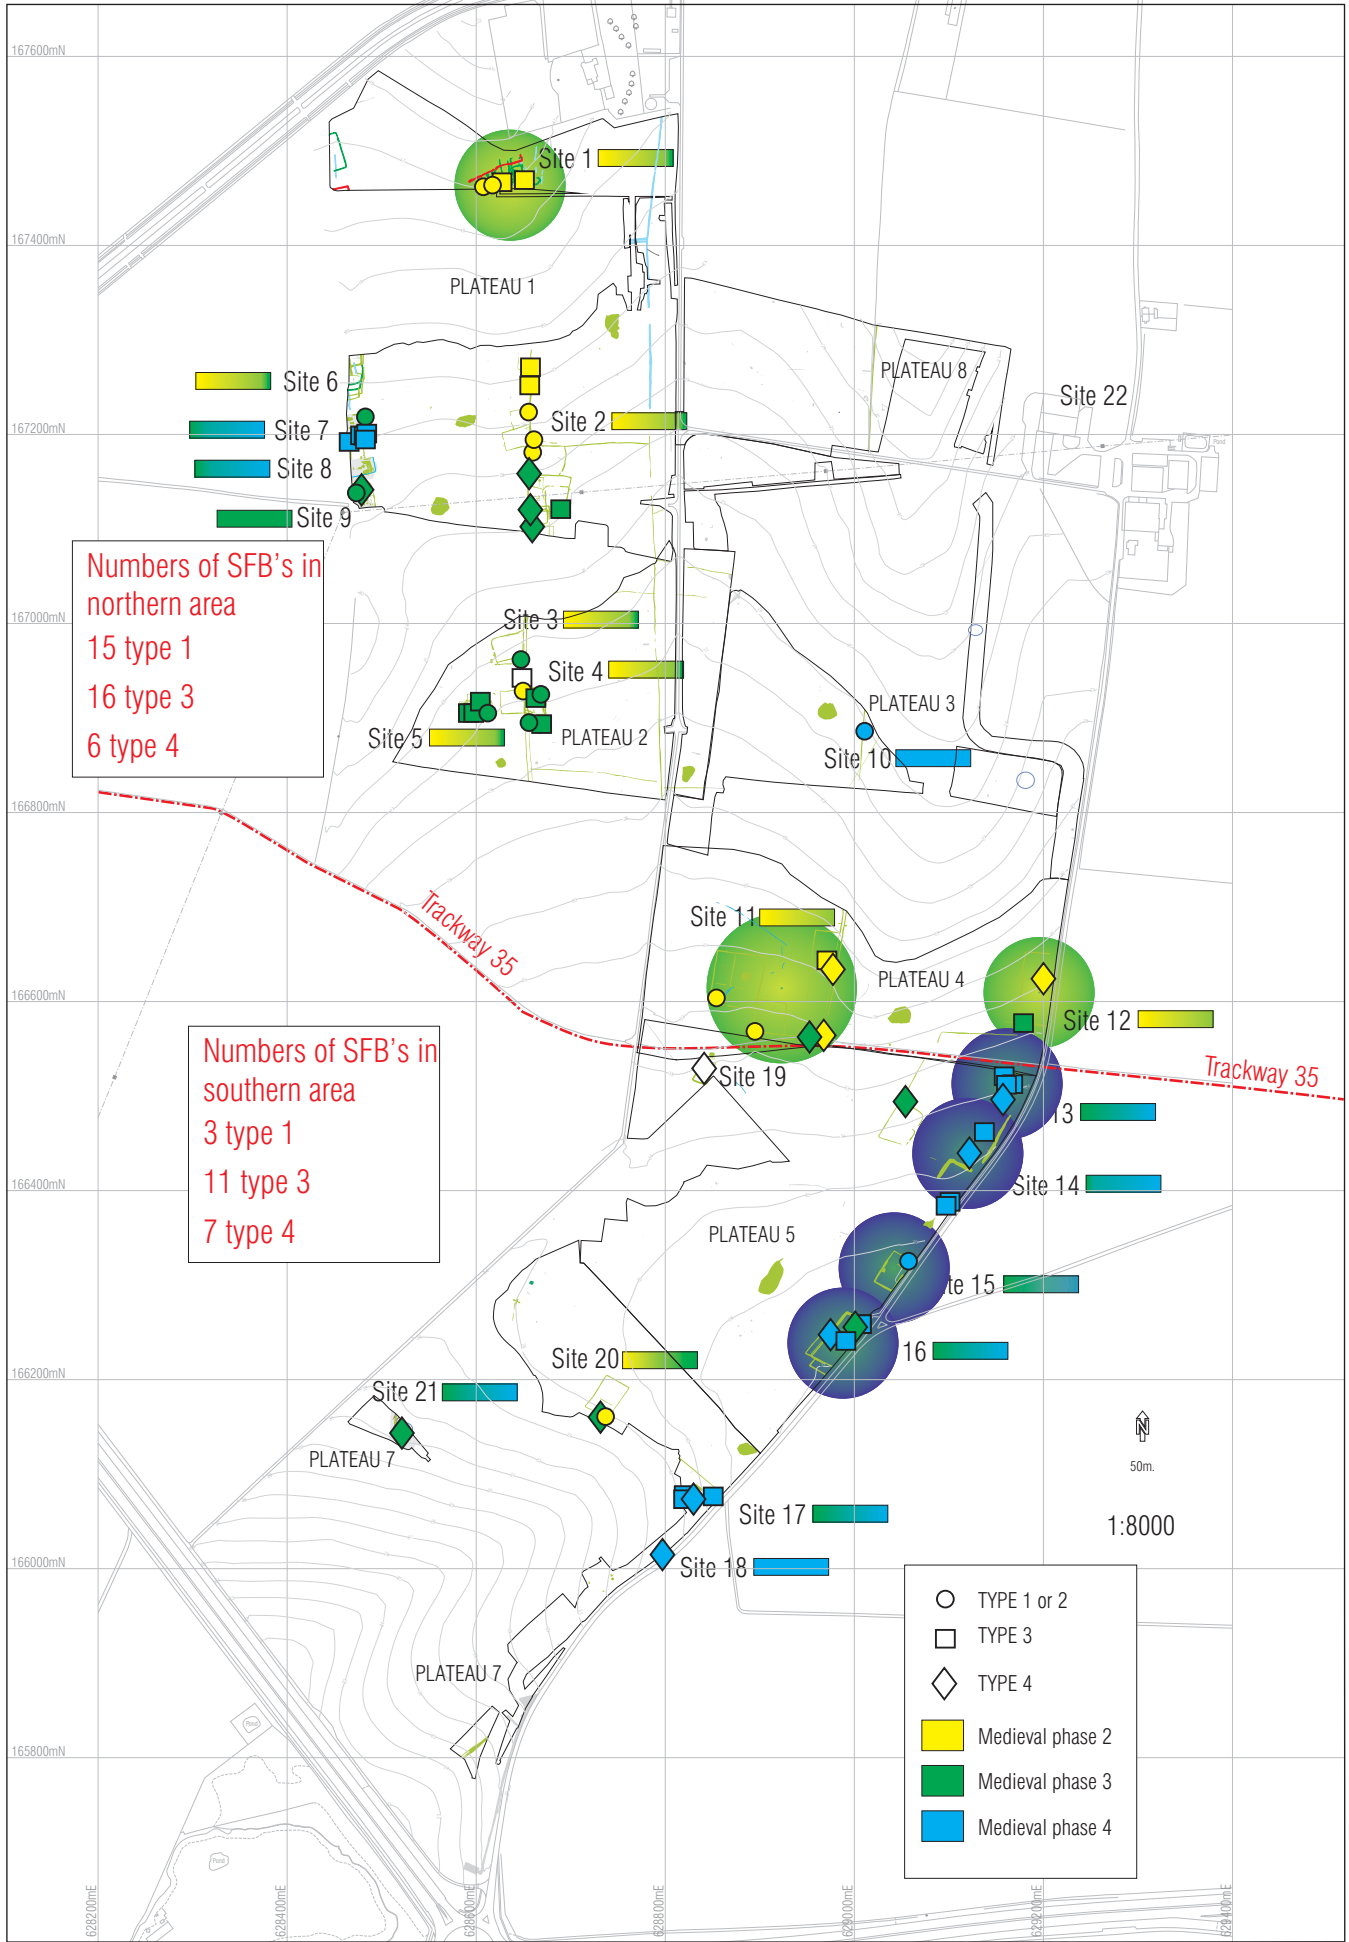 167600mN
Site 1
167400mN
PLATEAU 1
PLATEAU 8
Site 6
Site 22
Site 2
167200mN
Site 7
Site 8
Pond
Site 9
Numbers of SFB's in
northern area
15 type 1
16 type 3
6 type 4
167000mN
Site 3
Site 4
PLATEAU 3
Site 5
PLATEAU 2
Site 10
166800mN
Trackway 35
Site 11
PLATEAU 4
166600mN
Site 12
Numbers of SFB's in
southern area
3 type 1
11 type 3
7 type 4
Site 19
Trackway 35
13
166400mN
Site 14
PLATEAU 5
te 15
16
166200mN
Site 20
Site 21
PLATEAU 7
N
50m.
Site 17
1:8000
166000mN
Site 18
TYPE 1 or 2
TYPE 3
TYPE 4
PLATEAU 7
Pond
Medieval phase 2
165800mN
Medieval phase 3
Medieval phase 4
Pond
628200mE
628400mE
628600mE
628800mE
629000mE
629200mE
629400mE